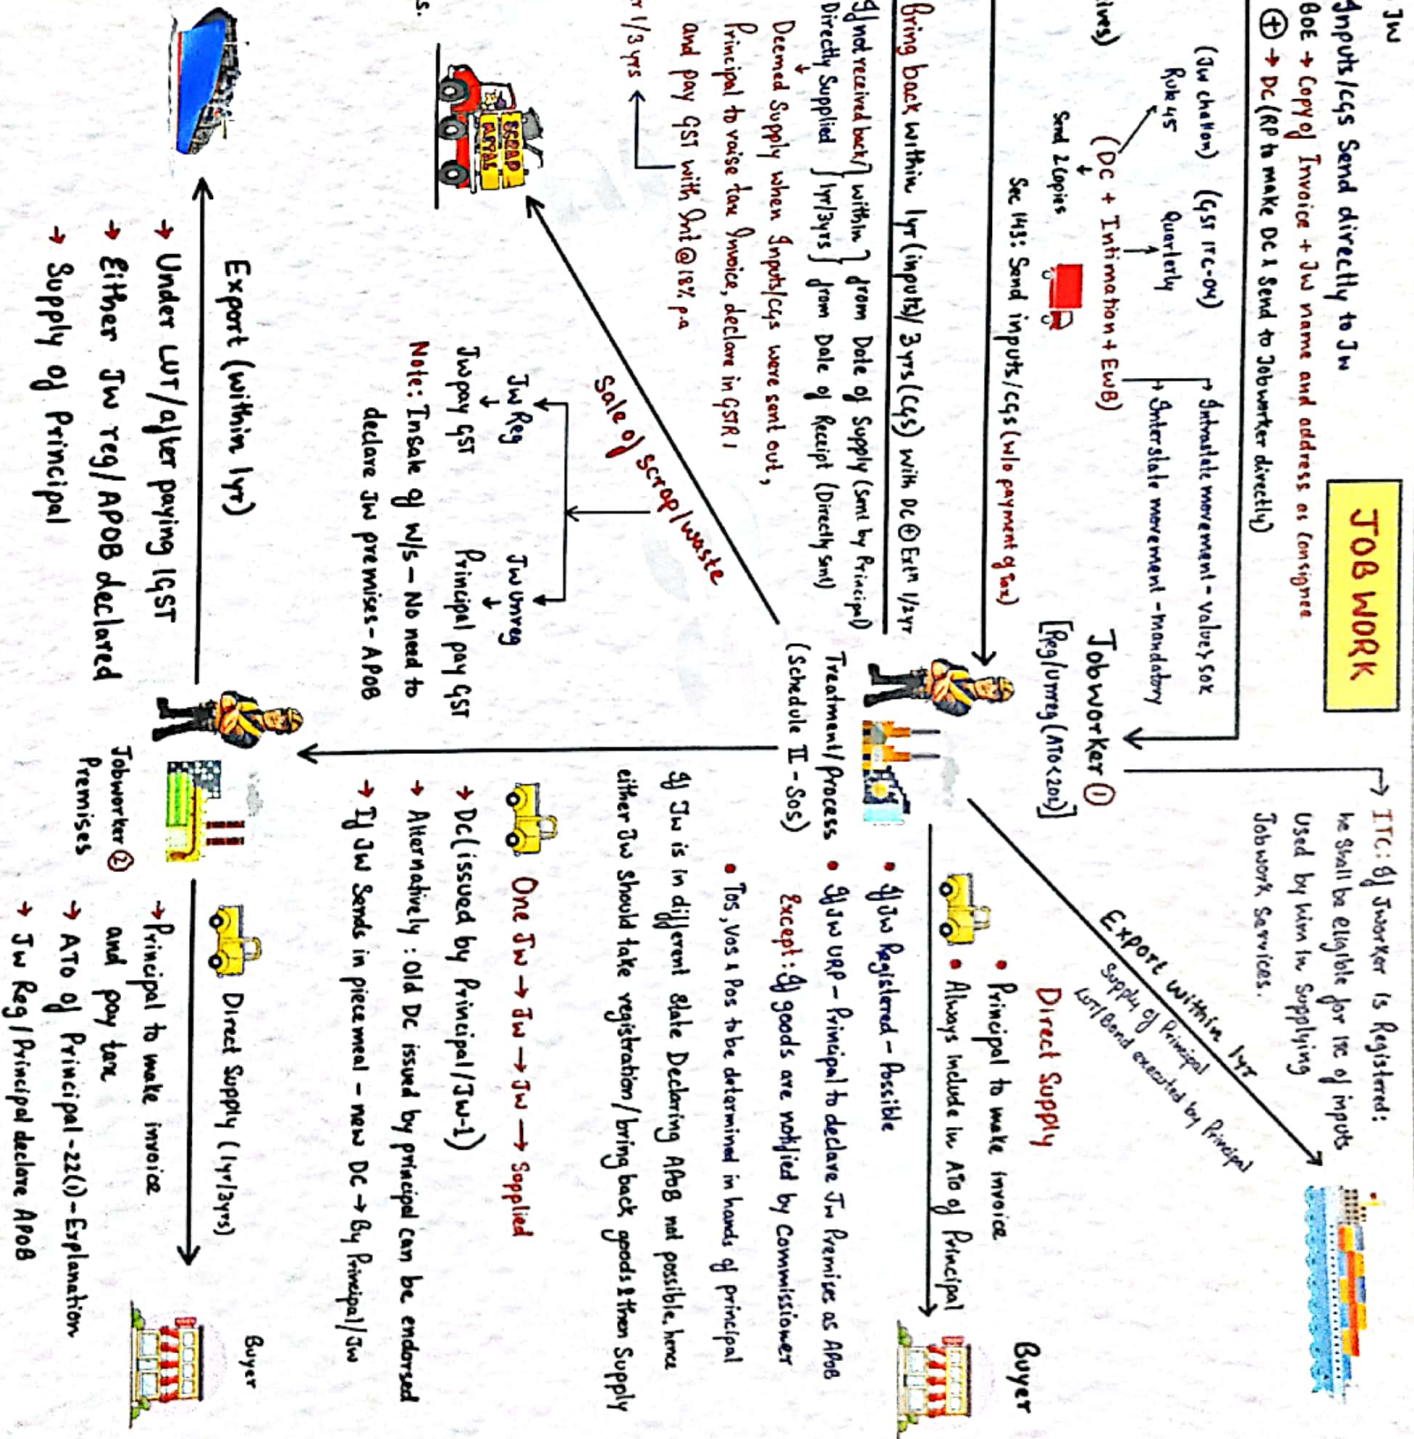 JOB WORK
Jw
Inputs/cgs Send directly to Jw
BOE → Copy of Invoice + Jw name and address as Consignee
⊕ → DC (RP to make DC & Send to Jobworker directly)
(Jw challan) (GST ITC-04)
Rule 45 Quarterly
(DC + Intimation + EWB)
→ Intrastate movement - value > 50K
→ Interstate movement - mandatory
Send 2 Copies
Sec 143: Send inputs/cgs (w/o payment of tax)
Jobworker ①
[Reg/Unreg (ATO<20L)]
→ ITC: If Jworker is Registered:
he Shall be eligible for ITC of inputs
Used by him in Supplying
Jobwork Services.
Bring back within 1yr (inputs)/ 3yrs (Cgs) with DC ⊕ Extn 1/2yr
If not received back/ within from Date of Supply (Sent by Principal)
Directly Supplied 1yr/3yrs from Date of Receipt (Directly sent)
Deemed Supply when Inputs/cgs were sent out,
Principal to raise tax Invoice, declare in GSTR 1
and pay GST with Int @ 18% p.a
1/3 yrs
SCRAP
METAL
Sale of scrap/waste
Jw Reg Jw unreg
Jw pay GST Principal pay GST
Note: In sale of W/s - No need to
declare Jw premises - APOB
Treatment/Process
(Schedule II - SOS)
Export within 1yr
Supply of Principal
LUT/Bond executed by Principal
Direct Supply
• Principal to make invoice
• Always include in ATO of Principal
Buyer
• If Jw Registered - Possible
• If Jw URP - Principal to declare Jw Premises as APOB
Except: If goods are notified by Commissioner
• TOS, VOS & POS to be determined in hands of principal
If Jw is in different state Declaring APOB not possible, hence
either Jw should take registration/ bring back goods & then Supply
One Jw → Jw → Jw → Supplied
→ DC (issued by Principal/Jw-1)
→ Alternatively: Old DC issued by principal can be endorsed
→ If Jw Sends in piecemeal - new DC → By Principal/Jw
Export (within 1yr)
→ Under LUT/after paying IGST
→ Either Jw reg/APOB declared
→ Supply of Principal
Jobworker ②
Premises
Direct Supply (1yr/3yrs)
→ Principal to make invoice
and pay tax
→ ATO of Principal - 22(1) - Explanation
→ Jw Reg/Principal declare APOB
Buyer